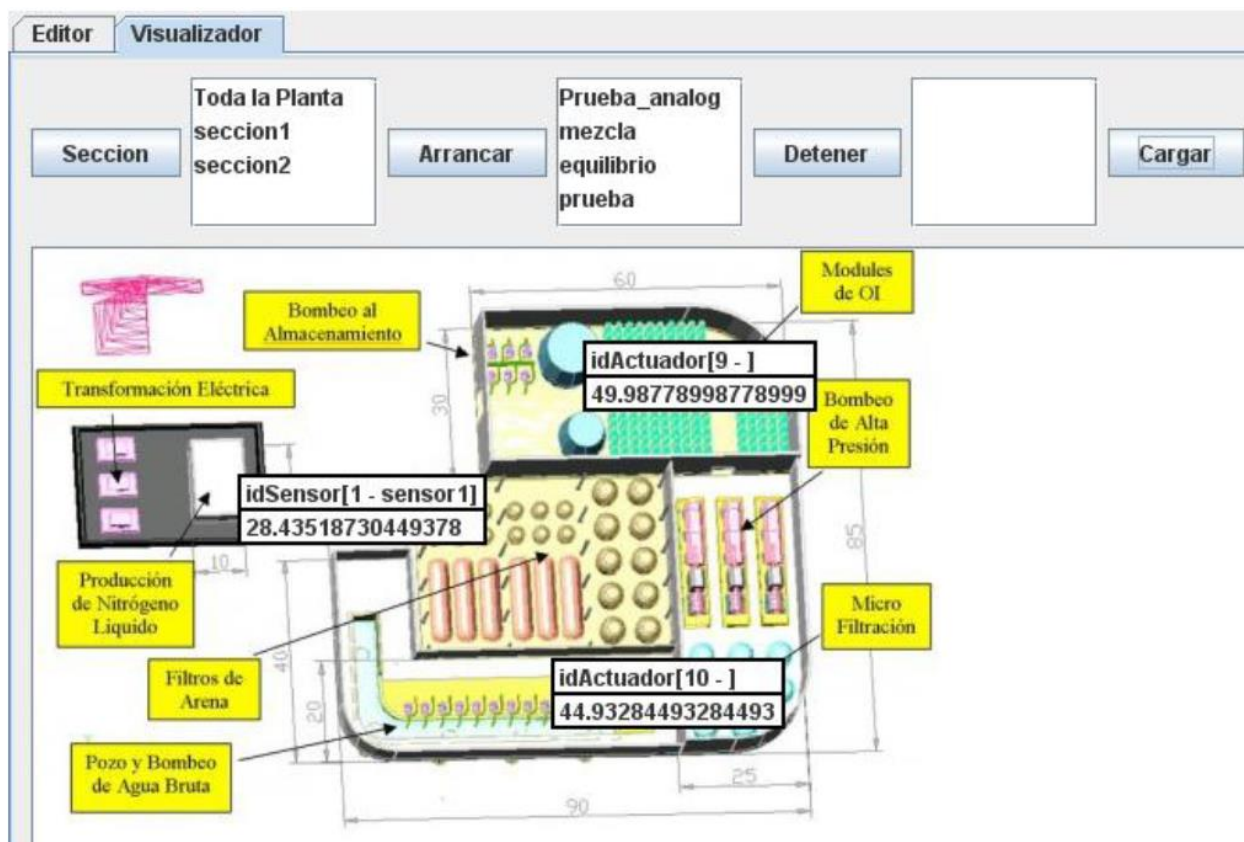 Editor
Visualizador
Seccion
Toda la Planta
seccion1
seccion2
Arrancar
Prueba_analog
mezcla
equilibrio
prueba
Detener
Cargar
Bombeo al
Almacenamiento
60
Modules
de OI
Transformación Eléctrica
30
idActuador[9 - ]
49.98778998778999
Bombeo
de Alta
Presión
idSensor[1 - sensor1]
28.43518730449378
85
10
Producción
de Nitrógeno
Liquido
Micro
Filtración
40
Filtros de
Arena
20
idActuador[10 - ]
44.93284493284493
Pozo y Bombeo
de Agua Bruta
25
90